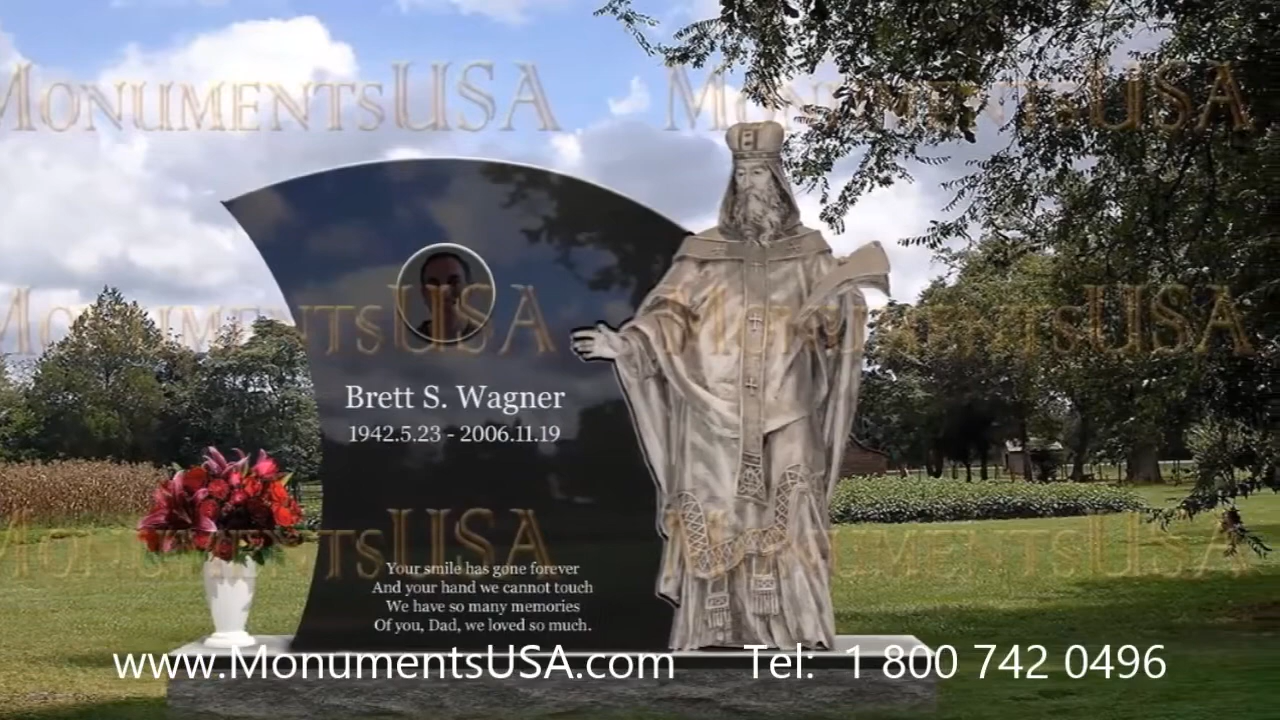 MonumentsUSA MonumentsUSA
MonumentsUSA MonumentsUSA
Brett S. Wagner
1942.5.23 - 2006.11.19
MonumentsUSA MonumentsUSA
Your smile has gone forever
And your hand we cannot touch
We have so many memories
Of you, Dad, we loved so much.
www.MonumentsUSA.com Tel: 1 800 742 0496